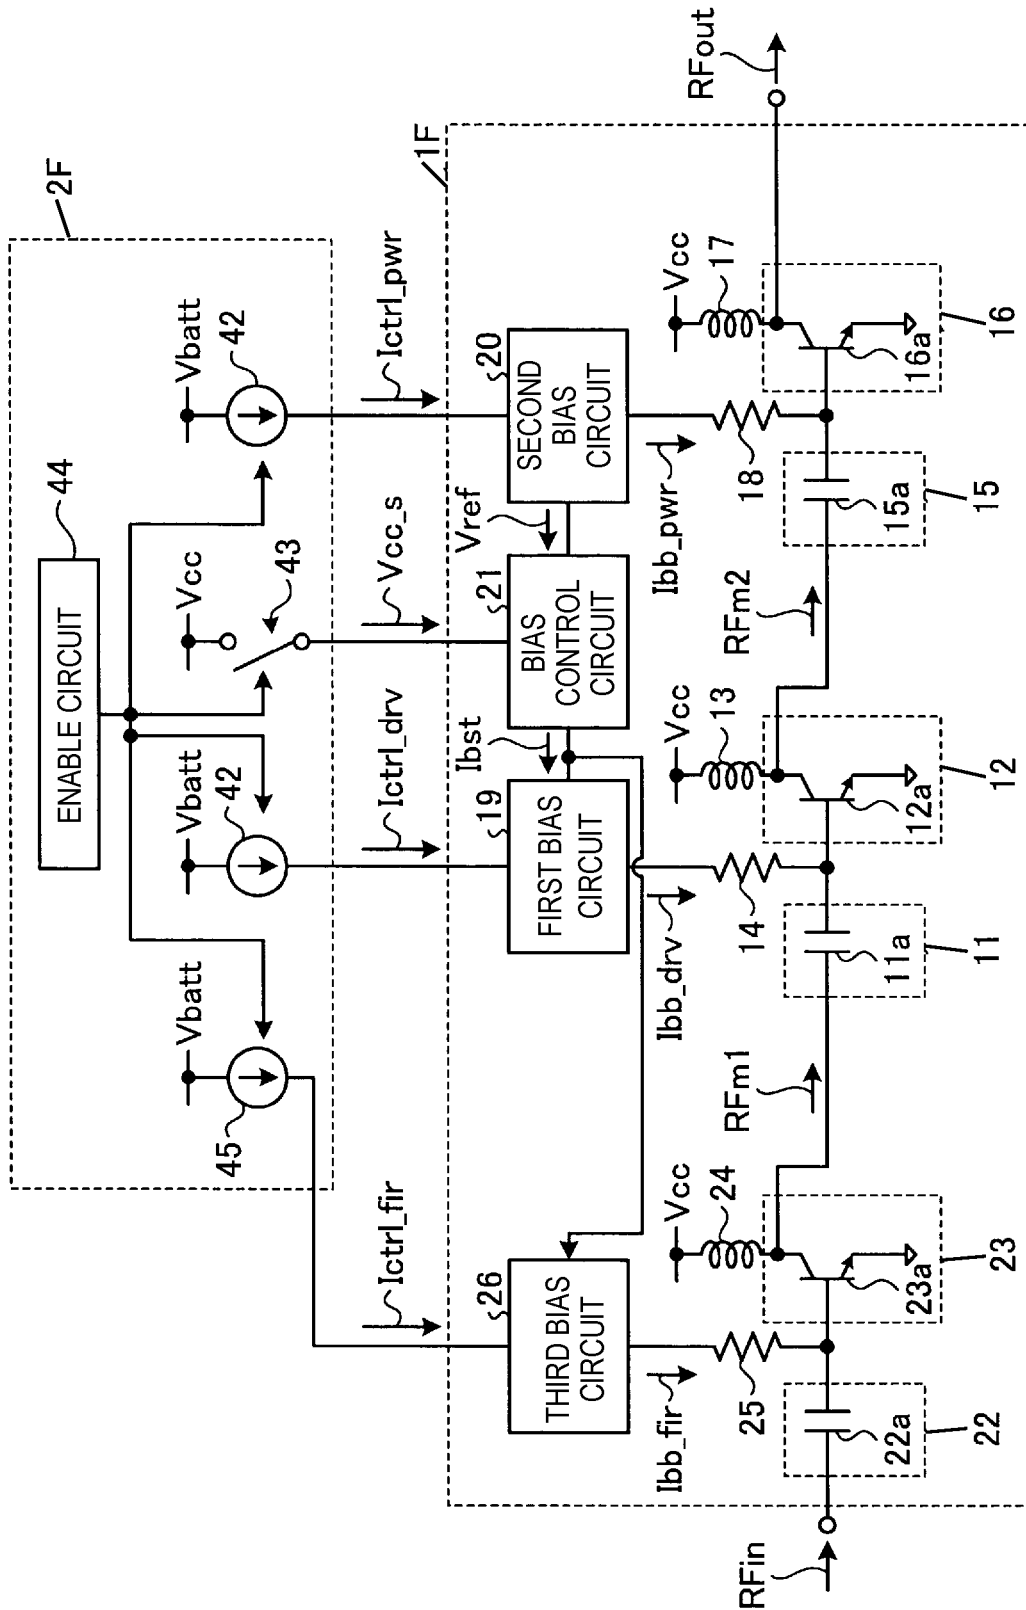 2F
ENABLE CIRCUIT
44
Vbatt
45
Vbatt
42
Vcc
43
Vbatt
42
Ictrl_fir
Ictrl_drv
Vcc_s
Ictrl_pwr
1F
26
THIRD BIAS
CIRCUIT
19
FIRST BIAS
CIRCUIT
Ibst
21
BIAS
CONTROL
CIRCUIT
Vref
20
SECOND
BIAS
CIRCUIT
Ibb_fir
25
Vcc
24
Ibb_drv
14
Vcc
13
Ibb_pwr
18
Vcc
17
RFin
22a
22
23a
23
RFm1
11a
11
12a
12
RFm2
15a
15
16a
16
RFout